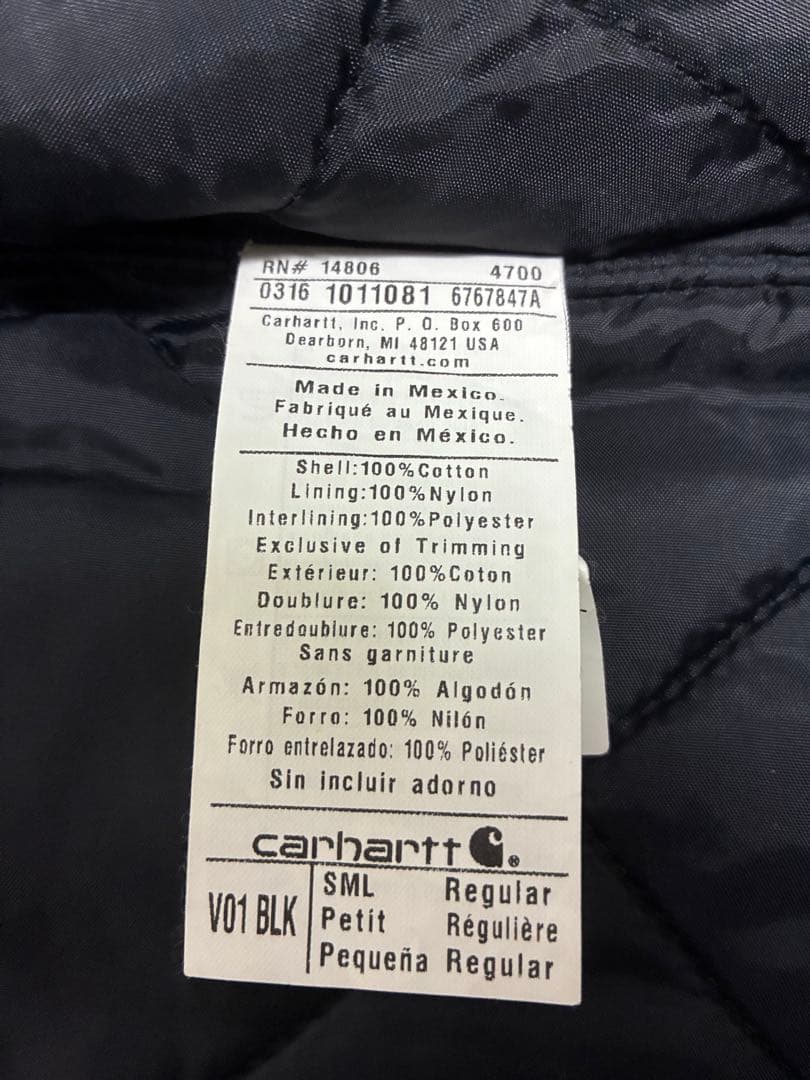 RN# 14806 4700
0316 1011081 6767847A
Carhartt, Inc. P. O. Box 600
Dearborn, MI 48121 USA
carhartt.com
Made in Mexico.
Fabriqué au Mexique.
Hecho en México.
Shell:100%Cotton
Lining:100%Nylon
Interlining:100%Polyester
Exclusive of Trimming
Extérieur: 100%Coton
Doublure: 100% Nylon
Entredoublure: 100% Polyester
Sans garniture
Armazón: 100% Algodón
Forro: 100% Nilón
Forro entrelazado: 100% Poliéster
Sin incluir adorno
carhartt ®
V01 BLK
SML Regular
Petit Régulière
Pequeña Regular